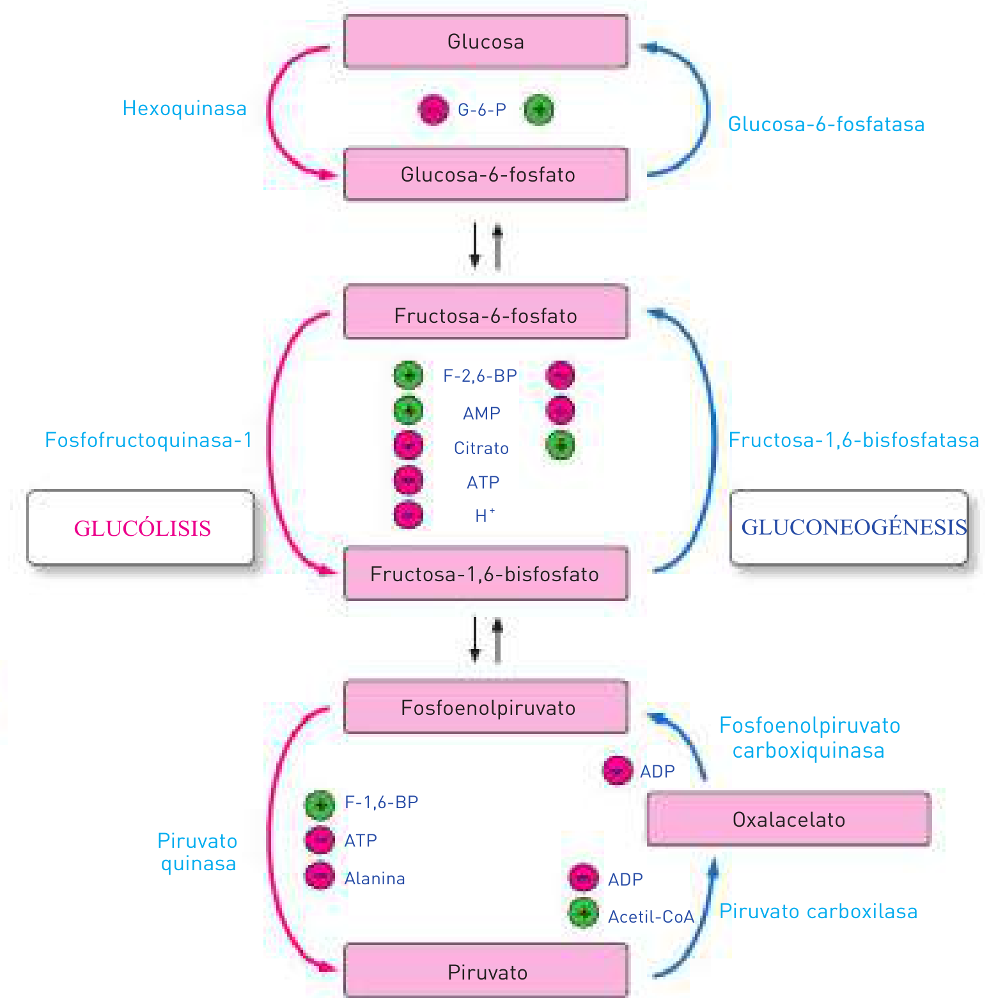 Glucosa
Hexoquinasa
G-6-P
Glucosa-6-fosfatasa
Glucosa-6-fosfato
Fructosa-6-fosfato
F-2,6-BP
AMP
Fosfofructoquinasa-1
Citrato
Fructosa-1,6-bisfosfatasa
ATP
H⁺
GLUCÓLISIS
GLUCONEOGÉNESIS
Fructosa-1,6-bisfosfato
Fosfoenolpiruvato
Fosfoenolpiruvato
carboxiquinasa
ADP
F-1,6-BP
ATP
Alanina
Oxalacelato
Piruvato
quinasa
ADP
Acetil-CoA
Piruvato carboxilasa
Piruvato